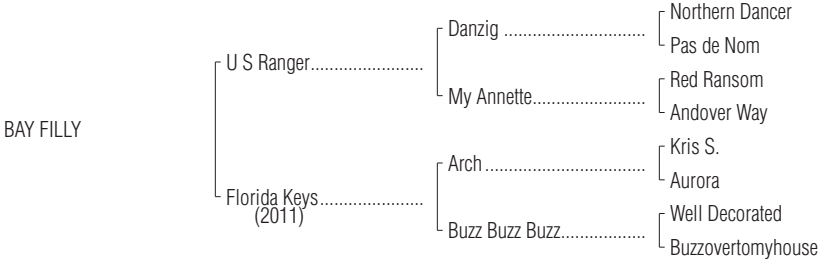 Northern Dancer
Danzig ..............................
Pas de Nom
U S Ranger........................
My Annette........................
Red Ransom
Andover Way
BAY FILLY
Kris S.
Arch ..................................
Aurora
Florida Keys......................
(2011)
Buzz Buzz Buzz..................
Well Decorated
Buzzovertomyhouse